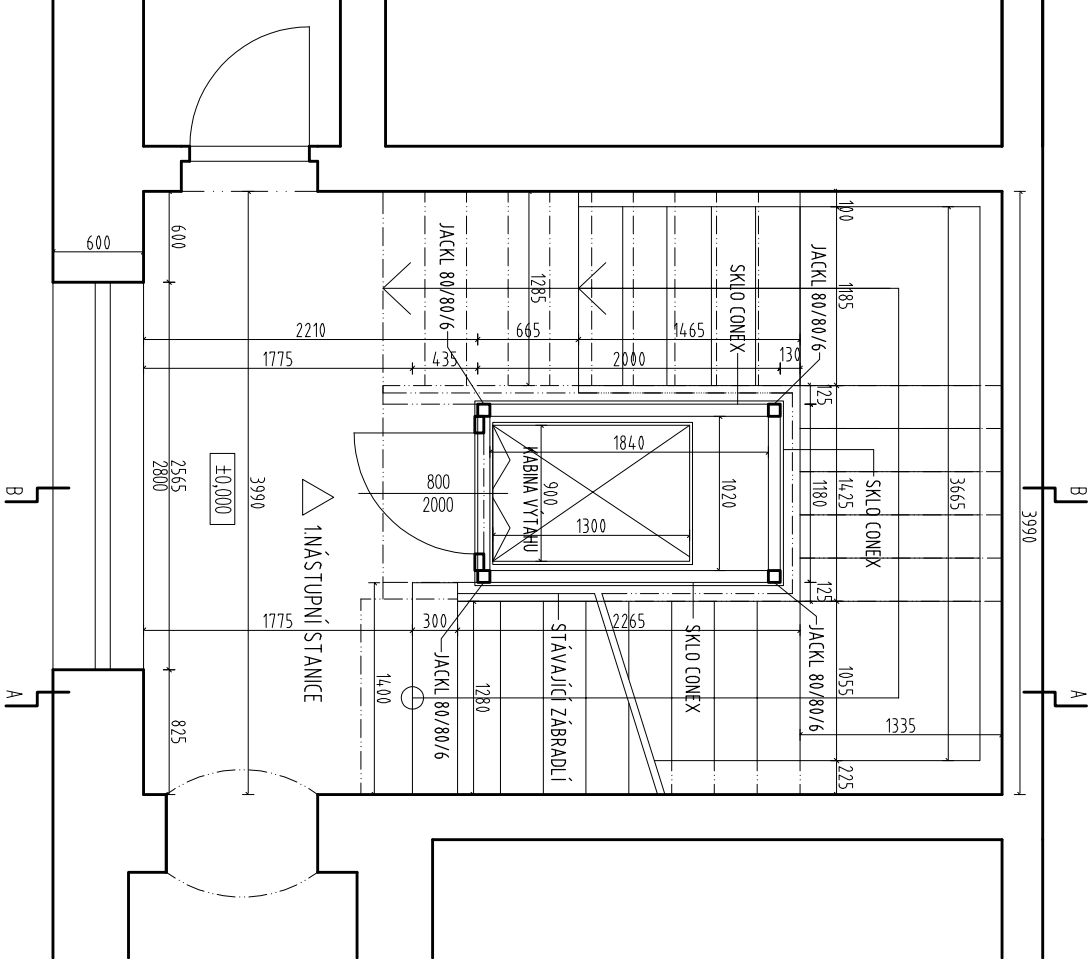 600
600
2210
665
1465
1775
435
2000
130
1285
100
1185
125
1425
1180
125
1055
225
3665
3990
1335
JACKL 80/80/6
SKLO CONEX
JACKL 80/80/6
SKLO CONEX
1840
1020
900
1300
KABINA VÝTAHU
800
2000
3990
±0,000
1.NÁSTUPNÍ STANICE
2565
2800
825
1775
300
2265
1400
1280
JACKL 80/80/6
STÁVAJÍCÍ ZÁBRADLÍ
SKLO CONEX
JACKL 80/80/6
B
B
A
A